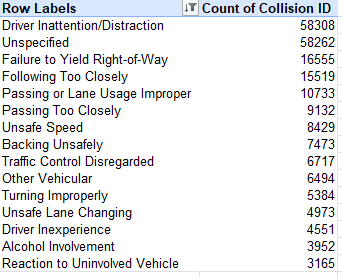 Row Labels Count of Collision ID
Driver Inattention/Distraction 58308
Unspecified 58262
Failure to Yield Right-of-Way 16555
Following Too Closely 15519
Passing or Lane Usage Improper 10733
Passing Too Closely 9132
Unsafe Speed 8429
Backing Unsafely 7473
Traffic Control Disregarded 6717
Other Vehicular 6494
Turning Improperly 5384
Unsafe Lane Changing 4973
Driver Inexperience 4551
Alcohol Involvement 3952
Reaction to Uninvolved Vehicle 3165